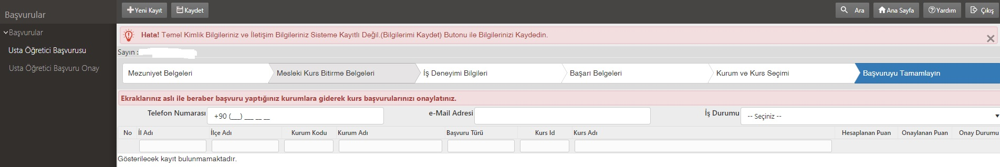 Başvurular
Yeni Kayıt
Kaydet
Ara
Ana Sayfa
Yardım
Çıkış
Başvurular
Usta Öğretici Başvurusu
Usta Öğretici Başvuru Onay
Hata! Temel Kimlik Bilgileriniz ve İletişim Bilgileriniz Sisteme Kayıtlı Değil.(Bilgilerimi Kaydet) Butonu ile Bilgilerinizi Kaydedin.
Sayın :
Mezuniyet Belgeleri
Mesleki Kurs Bitirme Belgeleri
İş Deneyimi Bilgileri
Başarı Belgeleri
Kurum ve Kurs Seçimi
Başvuruyu Tamamlayın
Ekraklarınız aslı ile beraber başvuru yaptığınız kurumlara giderek kurs başvurularınızı onaylatınız.
Telefon Numarası +90 (___) ___ __ __
e-Mail Adresi
İş Durumu -- Seçiniz --
No İl Adı İlçe Adı Kurum Kodu Kurum Adı Başvuru Türü Kurs Id Kurs Adı Hesaplanan Puan Onaylanan Puan Onay Durumu
Gösterilecek kayıt bulunmamaktadır.